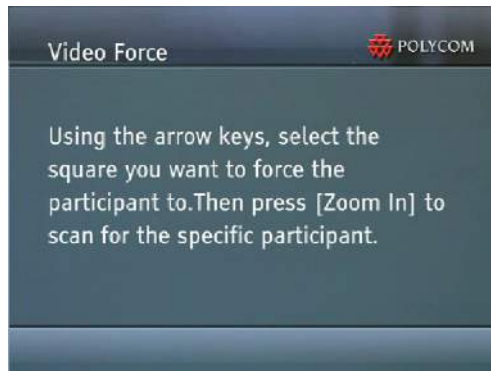 Video Force
POLYCOM
Using the arrow keys, select the
square you want to force the
participant to.Then press [Zoom In] to
scan for the specific participant.